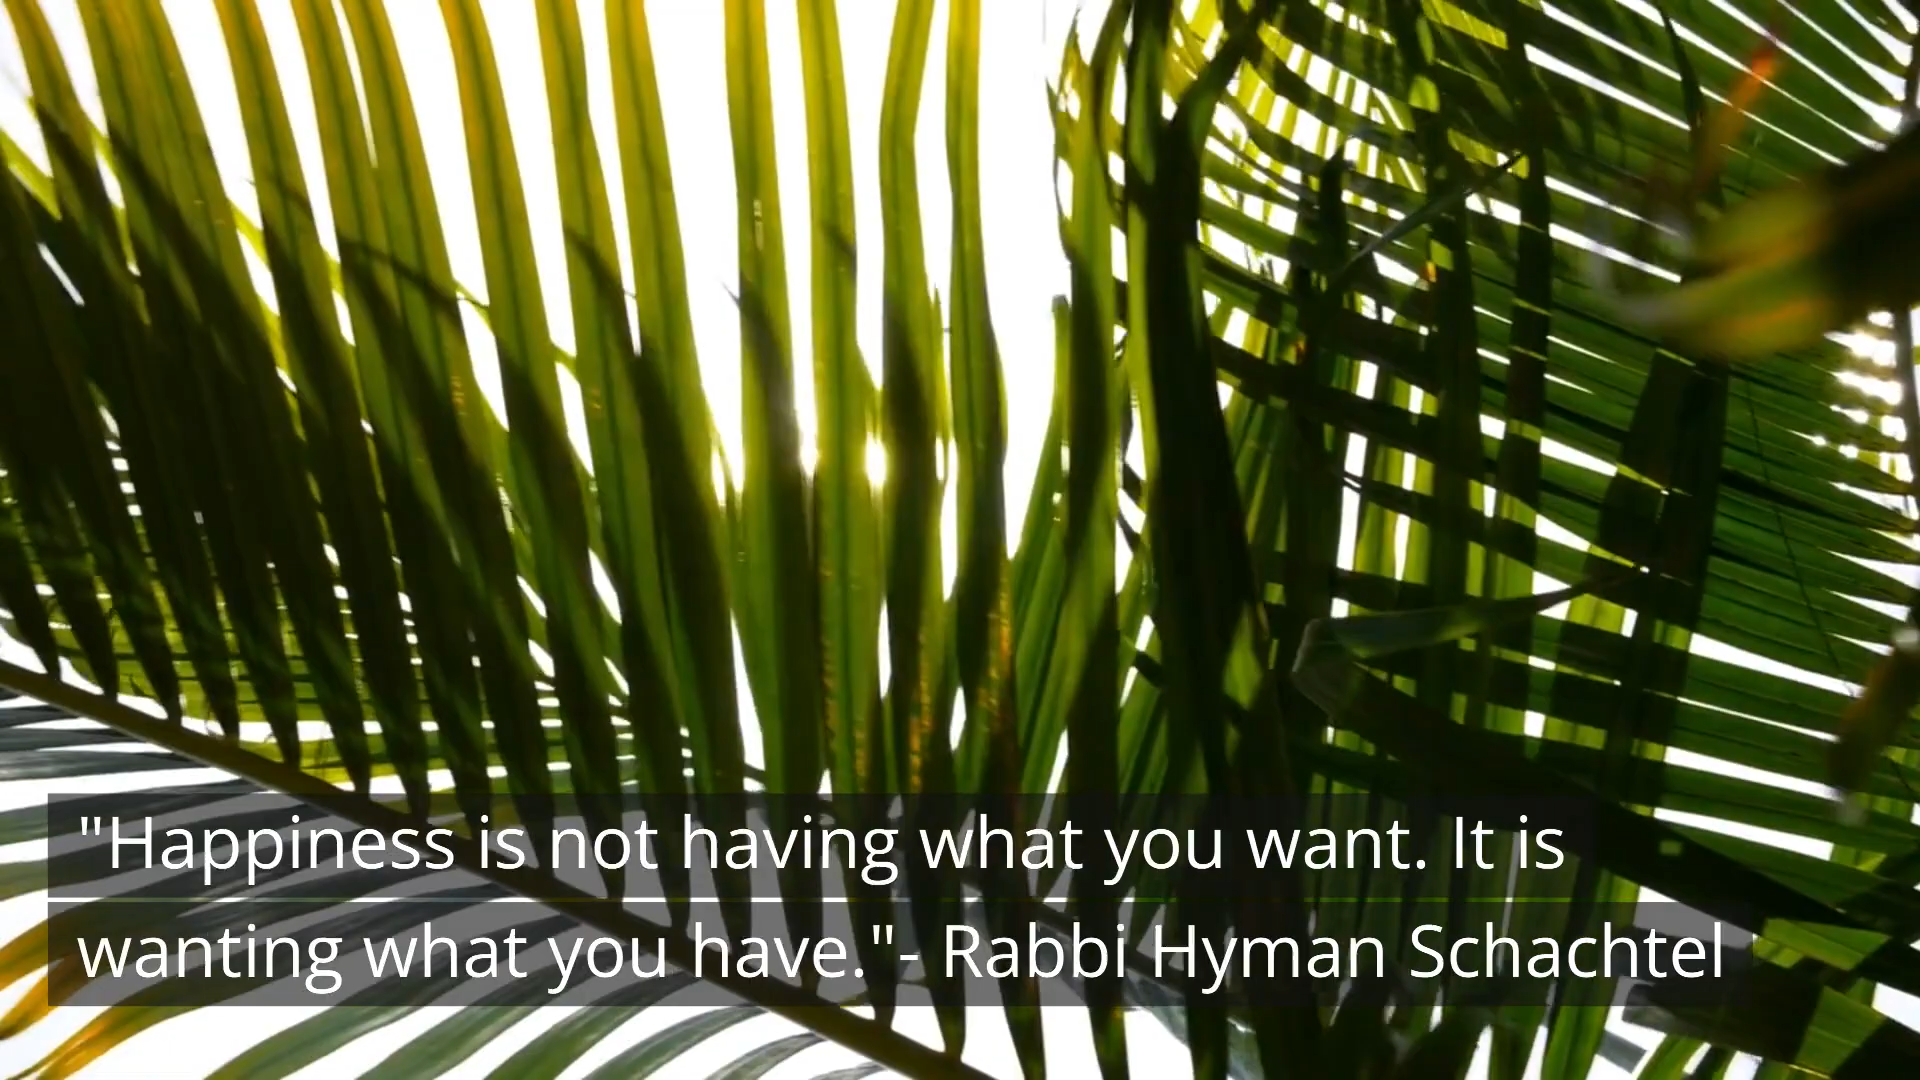 "Happiness is not having what you want. It is
wanting what you have."- Rabbi Hyman Schachtel